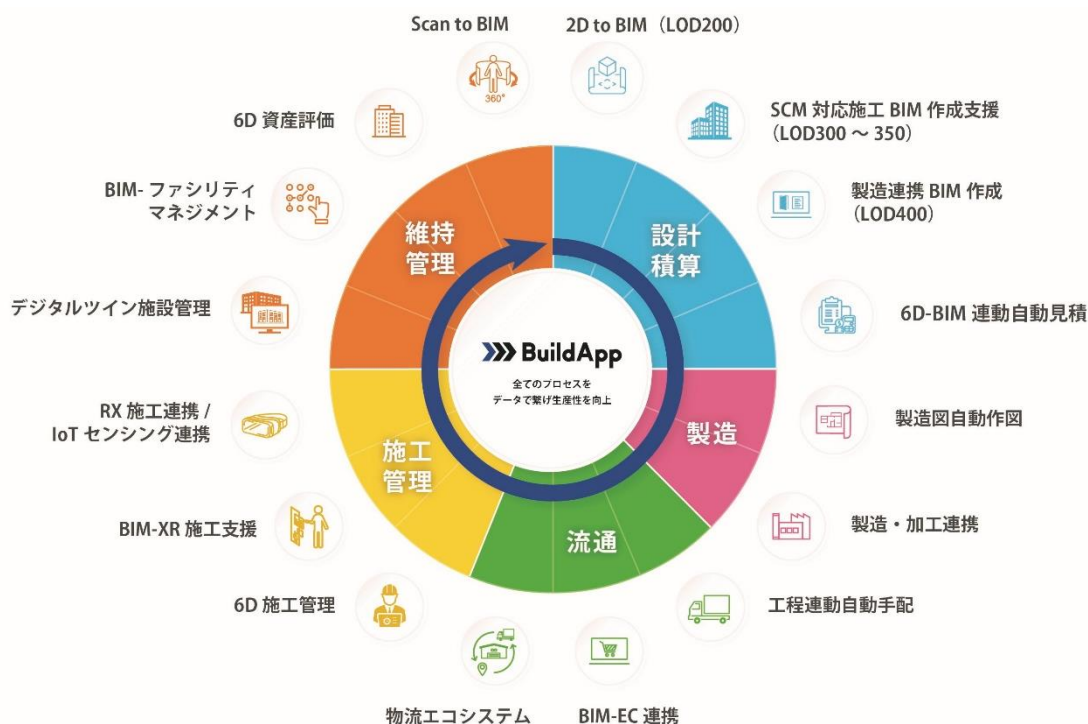 Scan to BIM
2D to BIM（LOD200）
SCM 対応施工 BIM 作成支援
（LOD300 ～ 350）
製造連携 BIM 作成
（LOD400）
6D-BIM 連動自動見積
製造図自動作図
製造・加工連携
工程連動自動手配
BIM-EC 連携
物流エコシステム
6D 施工管理
BIM-XR 施工支援
RX 施工連携 /
IoT センシング連携
デジタルツイン施設管理
BIM- ファシリティ
マネジメント
6D 資産評価
360°
設計
積算
製造
流通
施工
管理
維持
管理
BuildApp
全てのプロセスを
データで繋げ生産性を向上